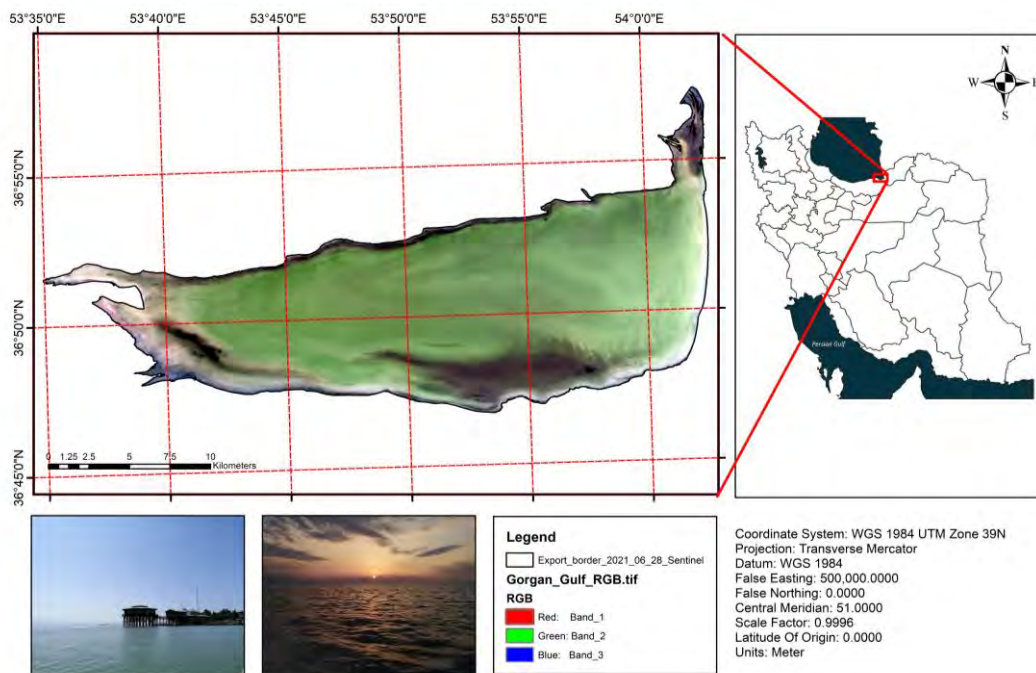 53°35'0"E 53°40'0"E 53°45'0"E 53°50'0"E 53°55'0"E 54°0'0"E
36°55'0"N
36°50'0"N
36°45'0"N
0 1.25 2.5 5 7.5 10
Kilometers
N
W E
S
Persian Gulf
Legend
Export_border_2021_06_28_Sentinel
Gorgan_Gulf_RGB.tif
RGB
Red: Band_1
Green: Band_2
Blue: Band_3
Coordinate System: WGS 1984 UTM Zone 39N
Projection: Transverse Mercator
Datum: WGS 1984
False Easting: 500,000.0000
False Northing: 0.0000
Central Meridian: 51.0000
Scale Factor: 0.9996
Latitude Of Origin: 0.0000
Units: Meter